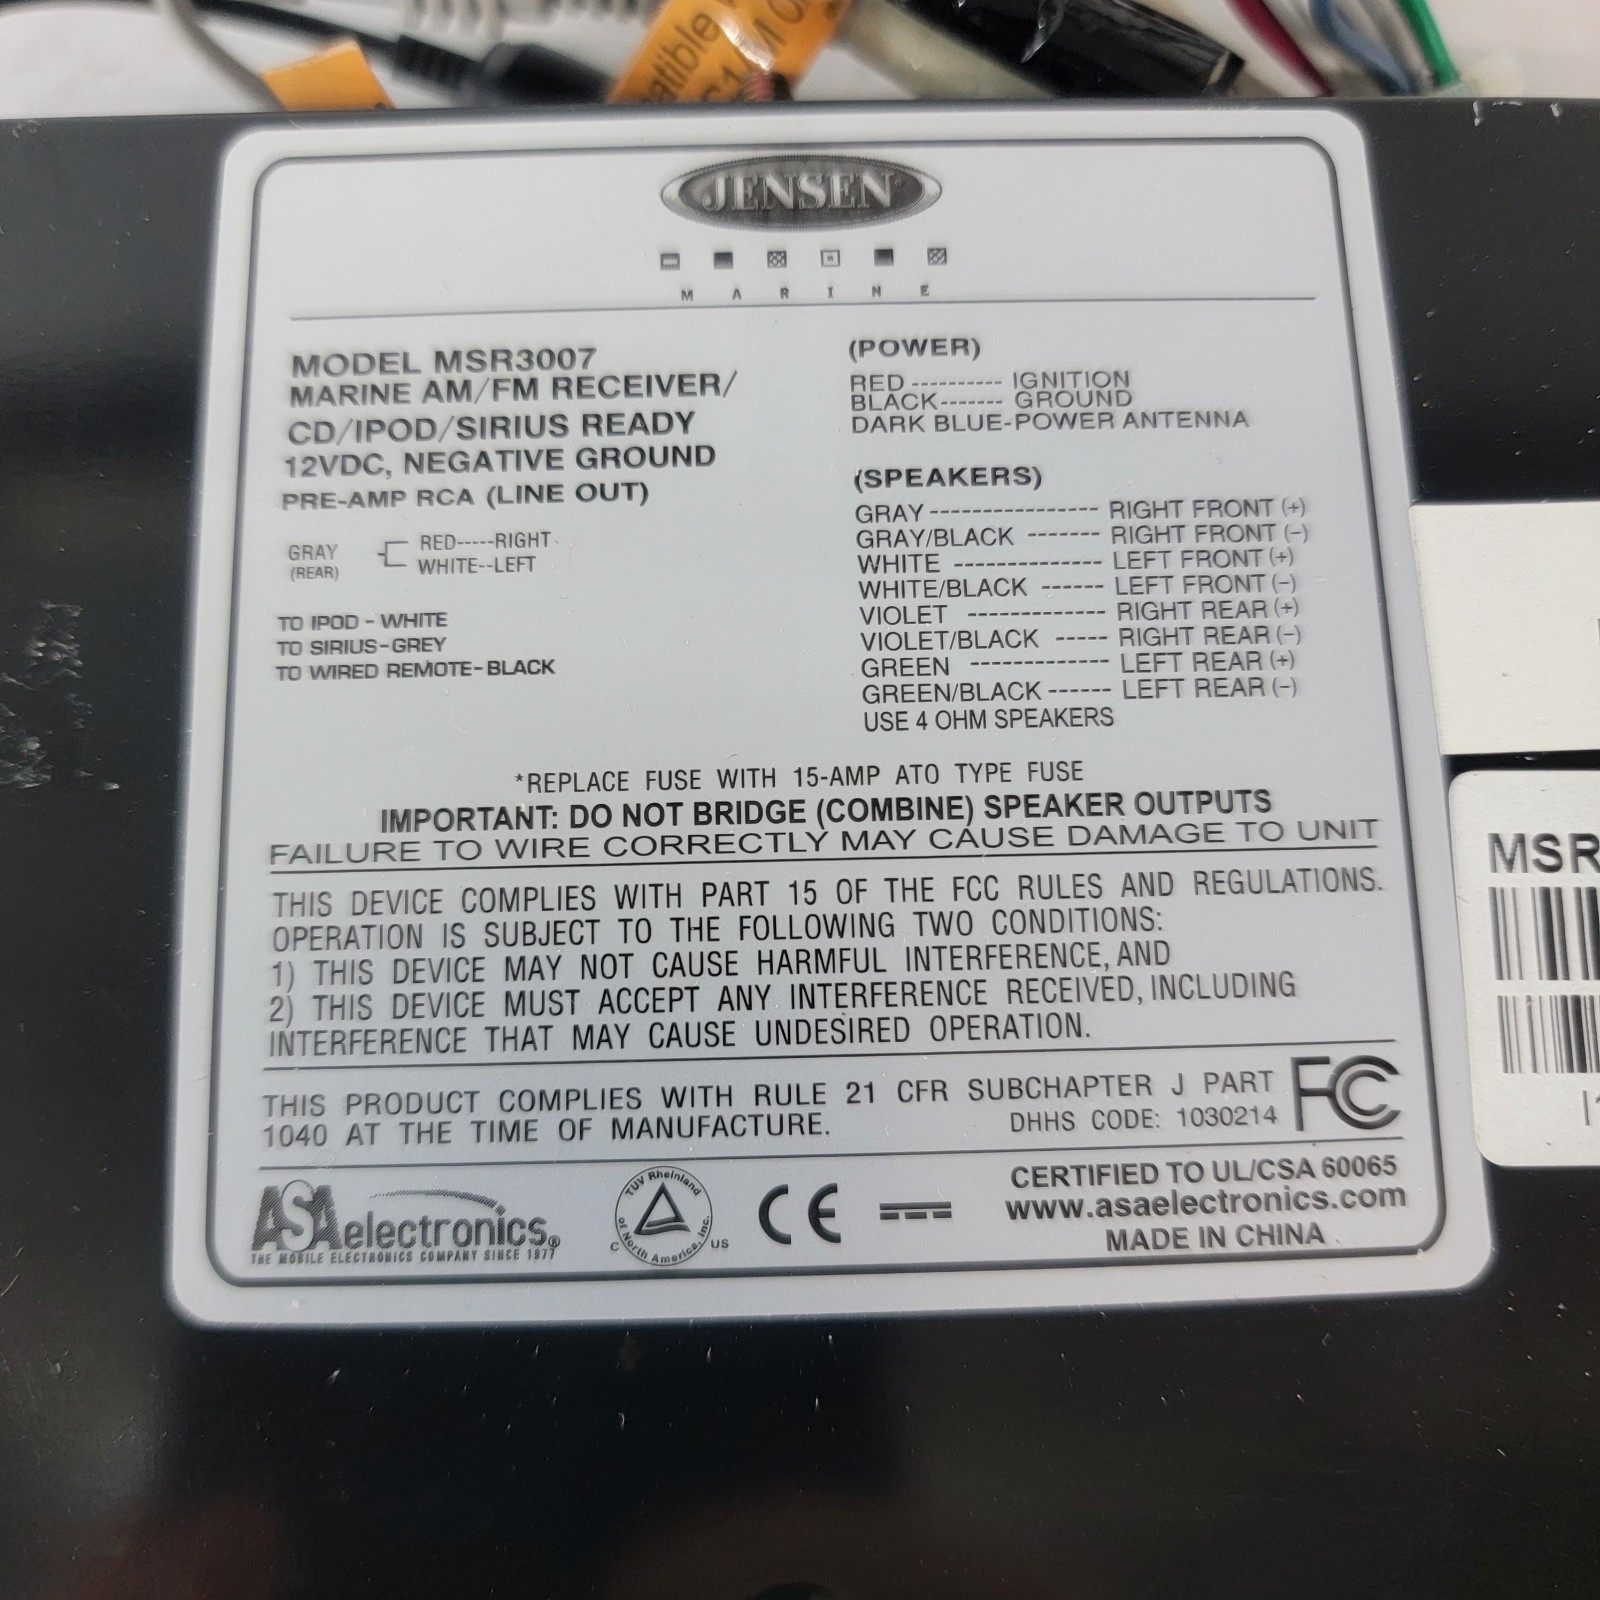 atible
JENSEN
MARINE
MODEL MSR3007
MARINE AM/FM RECEIVER/
CD/IPOD/SIRIUS READY
12VDC, NEGATIVE GROUND
PRE-AMP RCA (LINE OUT)
GRAY
(REAR)
RED-----RIGHT
WHITE--LEFT
TO IPOD - WHITE
TO SIRIUS-GREY
TO WIRED REMOTE-BLACK
(POWER)
RED ---------- IGNITION
BLACK------- GROUND
DARK BLUE-POWER ANTENNA
(SPEAKERS)
GRAY ---------------- RIGHT FRONT (+)
GRAY/BLACK ------- RIGHT FRONT (-)
WHITE -------------- LEFT FRONT (+)
WHITE/BLACK ------ LEFT FRONT (-)
VIOLET ------------- RIGHT REAR (+)
VIOLET/BLACK ----- RIGHT REAR (-)
GREEN ------------- LEFT REAR (+)
GREEN/BLACK ------ LEFT REAR (-)
USE 4 OHM SPEAKERS
*REPLACE FUSE WITH 15-AMP ATO TYPE FUSE
IMPORTANT: DO NOT BRIDGE (COMBINE) SPEAKER OUTPUTS
FAILURE TO WIRE CORRECTLY MAY CAUSE DAMAGE TO UNIT
THIS DEVICE COMPLIES WITH PART 15 OF THE FCC RULES AND REGULATIONS.
OPERATION IS SUBJECT TO THE FOLLOWING TWO CONDITIONS:
1) THIS DEVICE MAY NOT CAUSE HARMFUL INTERFERENCE, AND
2) THIS DEVICE MUST ACCEPT ANY INTERFERENCE RECEIVED, INCLUDING
INTERFERENCE THAT MAY CAUSE UNDESIRED OPERATION.
THIS PRODUCT COMPLIES WITH RULE 21 CFR SUBCHAPTER J PART
1040 AT THE TIME OF MANUFACTURE.
DHHS CODE: 1030214
FC
ASAelectronics®
THE MOBILE ELECTRONICS COMPANY SINCE 1977
TUV Rheinland
of North America, Inc.
C US
CE
CERTIFIED TO UL/CSA 60065
www.asaelectronics.com
MADE IN CHINA
MSR